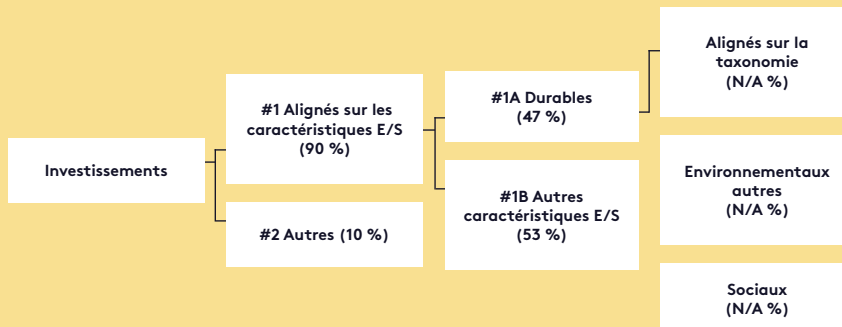 Investissements
#1 Alignés sur les
caractéristiques E/S
(90 %)
#2 Autres (10 %)
#1A Durables
(47 %)
#1B Autres
caractéristiques E/S
(53 %)
Alignés sur la
taxonomie
(N/A %)
Environnementaux
autres
(N/A %)
Sociaux
(N/A %)